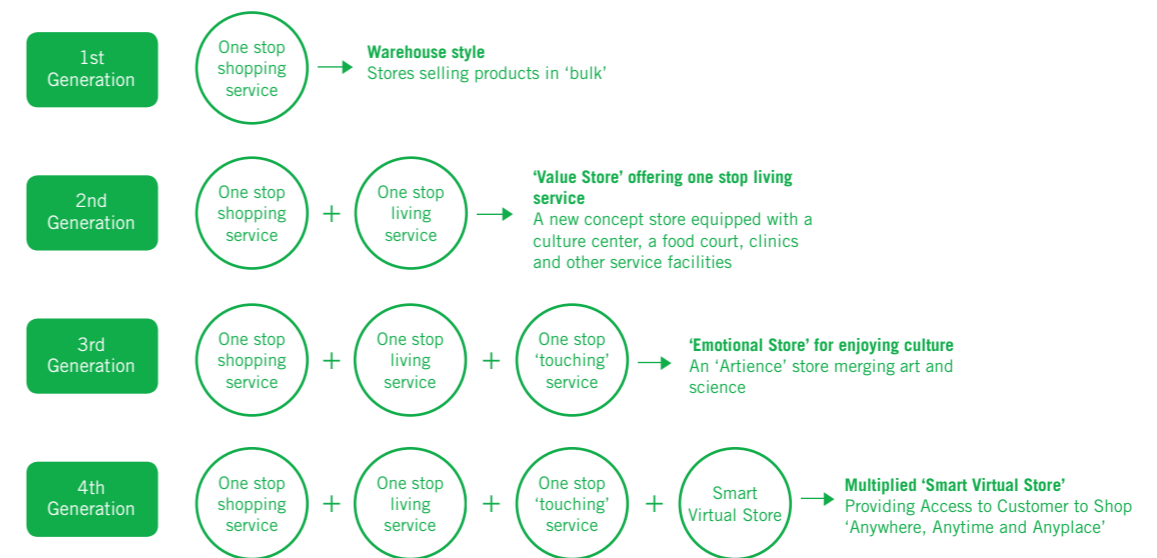 1st
Generation
One stop
shopping
service
Warehouse style
Stores selling products in ‘bulk’
2nd
Generation
One stop
shopping
service
+
One stop
living
service
‘Value Store’ offering one stop living
service
A new concept store equipped with a
culture center, a food court, clinics
and other service facilities
3rd
Generation
One stop
shopping
service
+
One stop
living
service
+
One stop
‘touching’
service
‘Emotional Store’ for enjoying culture
An ‘Artience’ store merging art and
science
4th
Generation
One stop
shopping
service
+
One stop
living
service
+
One stop
‘touching’
service
+
Smart
Virtual Store
Multiplied ‘Smart Virtual Store’
Providing Access to Customer to Shop
‘Anywhere, Anytime and Anyplace’